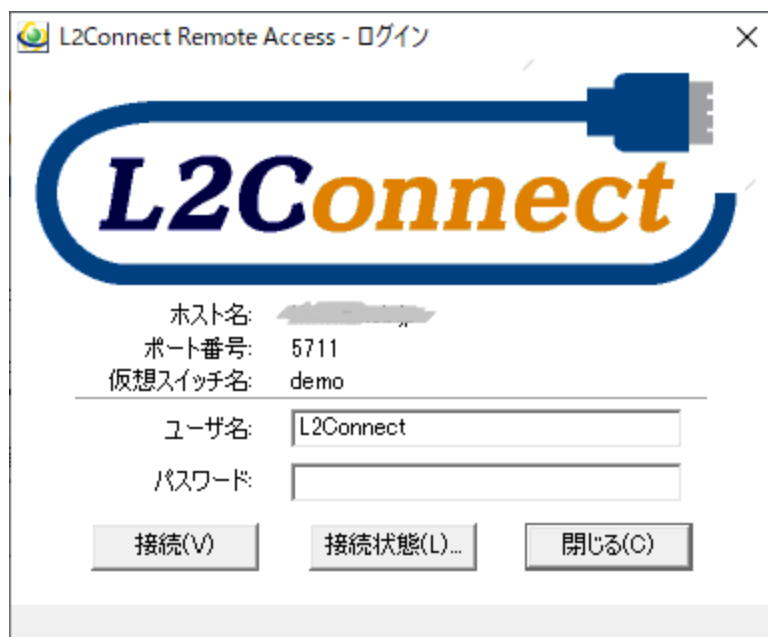 L2Connect Remote Access - ログイン
L2Connect
ホスト名:
ポート番号: 5711
仮想スイッチ名: demo
ユーザ名: L2Connect
パスワード:
接続(V) 接続状態(L)... 閉じる(C)